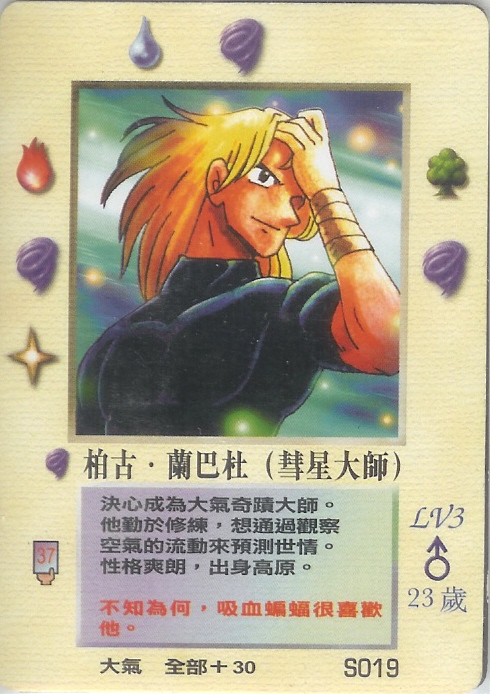 柏古・蘭巴杜（彗星大師）
決心成為大氣奇蹟大師。
他勤於修練，想通過觀察
空氣的流動來預測世情。
性格爽朗，出身高原。
不知為何，吸血蝙蝠很喜歡
他。
37
LV3
23歲
大氣 全部＋30
S019